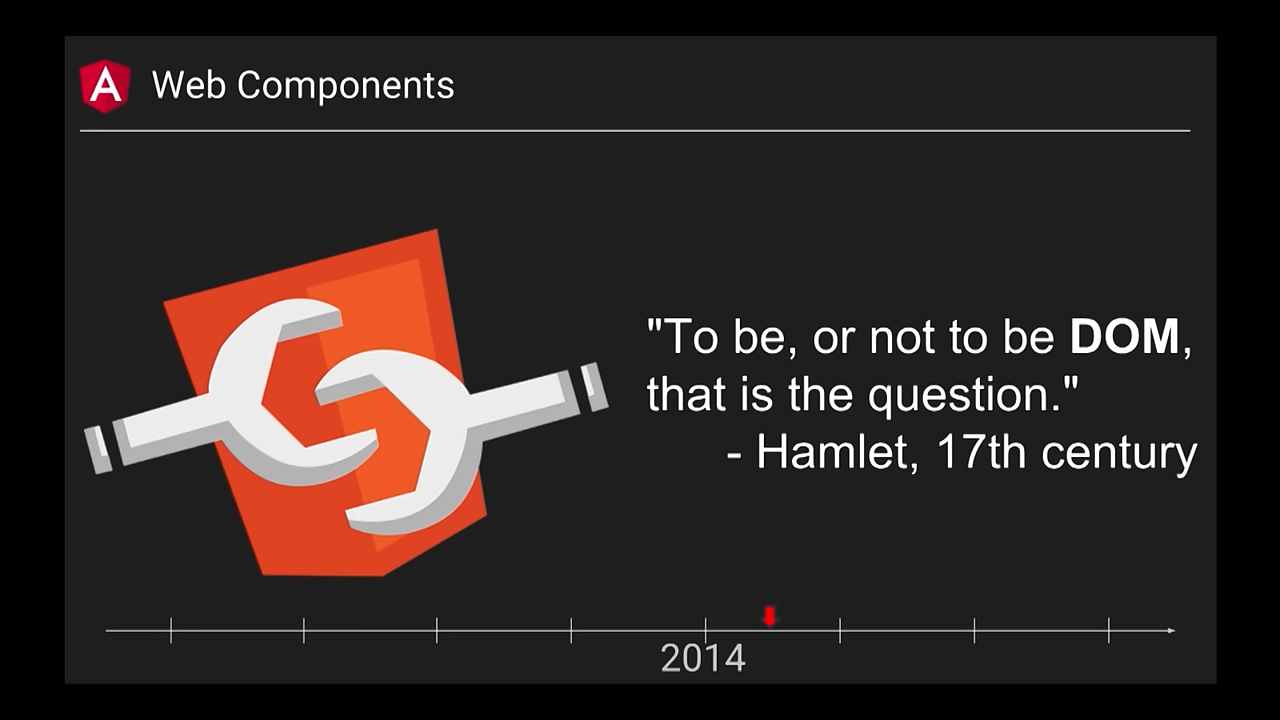 A Web Components
"To be, or not to be DOM,
that is the question."
- Hamlet, 17th century
2014